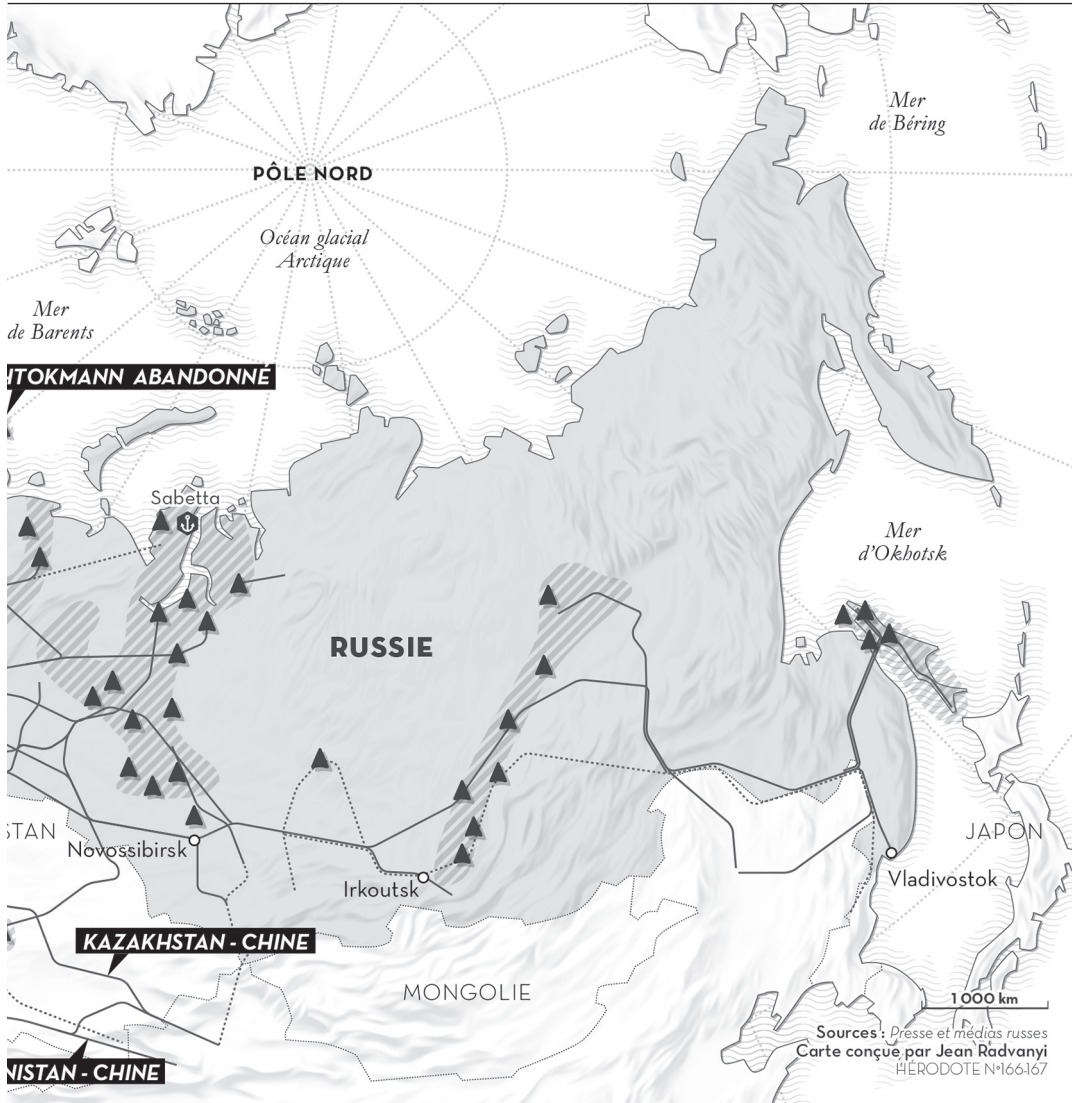 Mer
de Béring
PÔLE NORD
Océan glacial
Arctique
Mer
de Barents
HTOKMANN ABANDONNÉ
Sabetta
Mer
d'Okhotsk
RUSSIE
STAN
Novossibirsk
Irkoutsk
JAPON
Vladivostok
KAZAKHSTAN - CHINE
MONGOLIE
1 000 km
Sources : Presse et médias russes
Carte conçue par Jean Radvanyi
HÉRODOTE N°166-167
NISTAN - CHINE